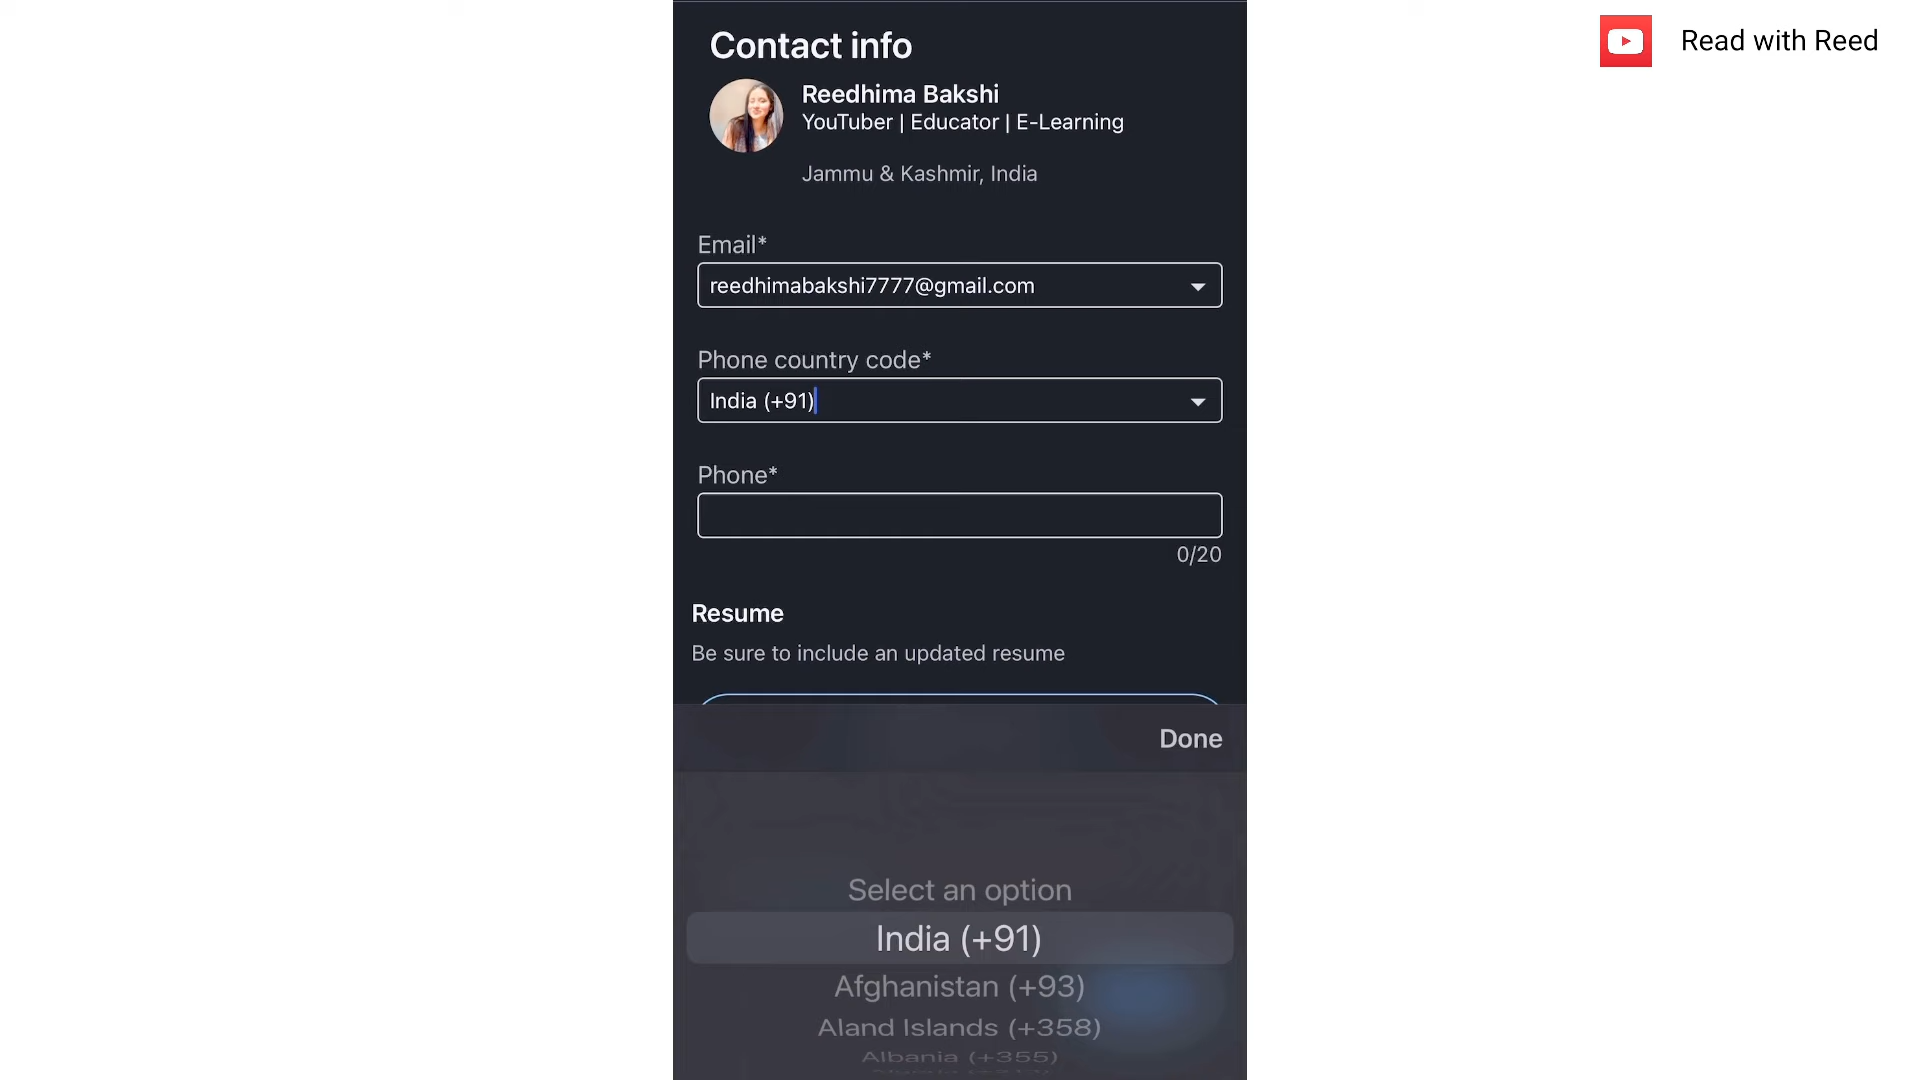 Read with Reed
Contact info
Reedhima Bakshi
YouTuber | Educator | E-Learning
Jammu & Kashmir, India
Email*
reedhimabakshi7777@gmail.com
Phone country code*
India (+91)
Phone*
0/20
Resume
Be sure to include an updated resume
Done
Select an option
India (+91)
Afghanistan (+93)
Aland Islands (+358)
Albania (+355)